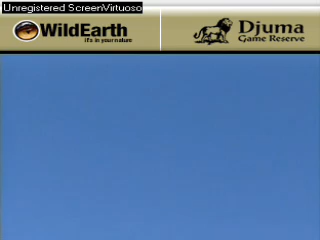 Unregistered ScreenVirtuoso
WildEarth
it's in your nature
Djuma
Game Reserve